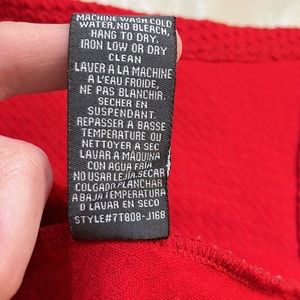 MACHINE WASH COLD
WATER, NO BLEACH,
HANG TO DRY,
IRON LOW OR DRY
CLEAN
LAVER A LA MACHINE
A L'EAU FROIDE,
NE PAS BLANCHIR.
SECHER EN
SUSPENDANT.
REPASSER A BASSE
TEMPERATURE OU
NETTOYER A SEC
LAVAR A MÁQUINA
CON AGUA FRIA
NO USAR LEJIA. SECAR
COLGADO. PLANCHAR
A BAJA TEMPERATURA
O LAVAR EN SECO
STYLE#7T808-J168